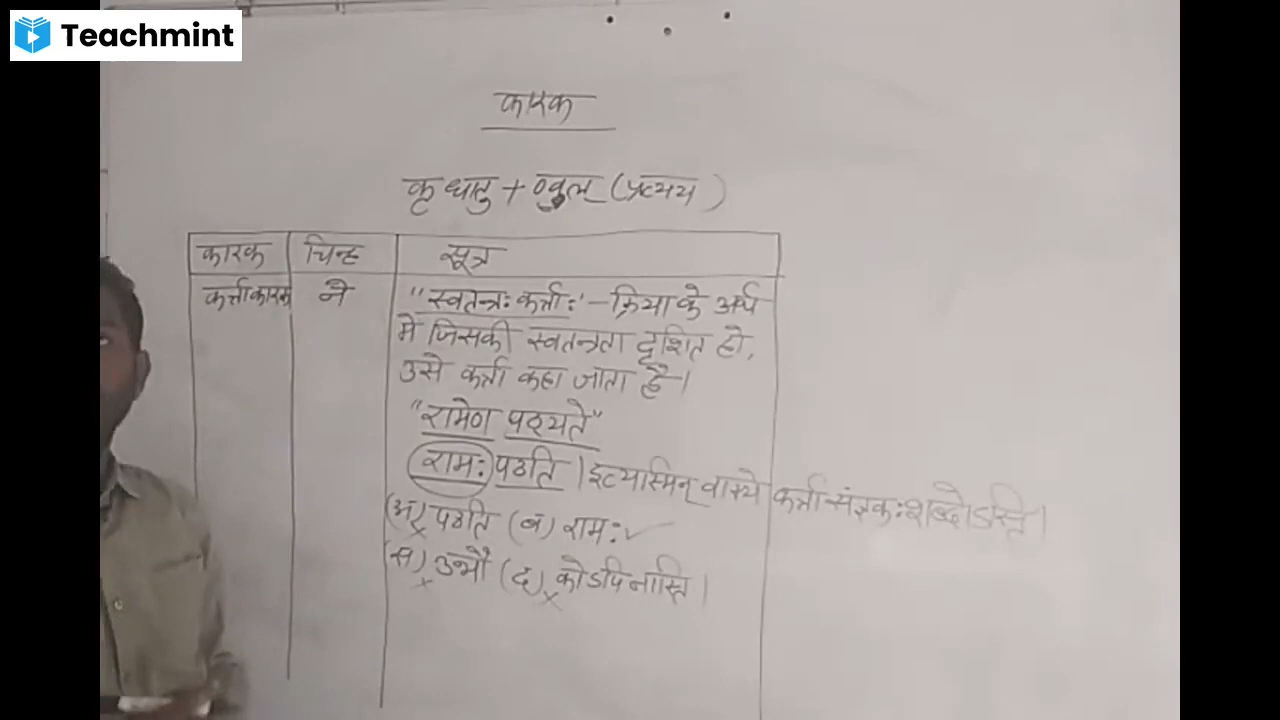 Teachmint
कारक
कृ धातु + ण्वुल (प्रत्यय)
कारक चिन्ह सूत्र
कर्त्ताकारक ने "स्वतन्त्र: कर्त्ता:" - क्रिया के अर्थ
में जिसकी स्वतन्त्रता दृशित हो,
उसे कर्त्ता कहा जाता है।
"रामेण पठ्यते"
राम: पठति । इत्यास्मिन् वाक्ये कर्त्ता संज्ञक: शब्दोऽस्ति।
(अ) पठति (ब) राम: ✓
(स) उभौ (द) कोऽपि नास्ति।